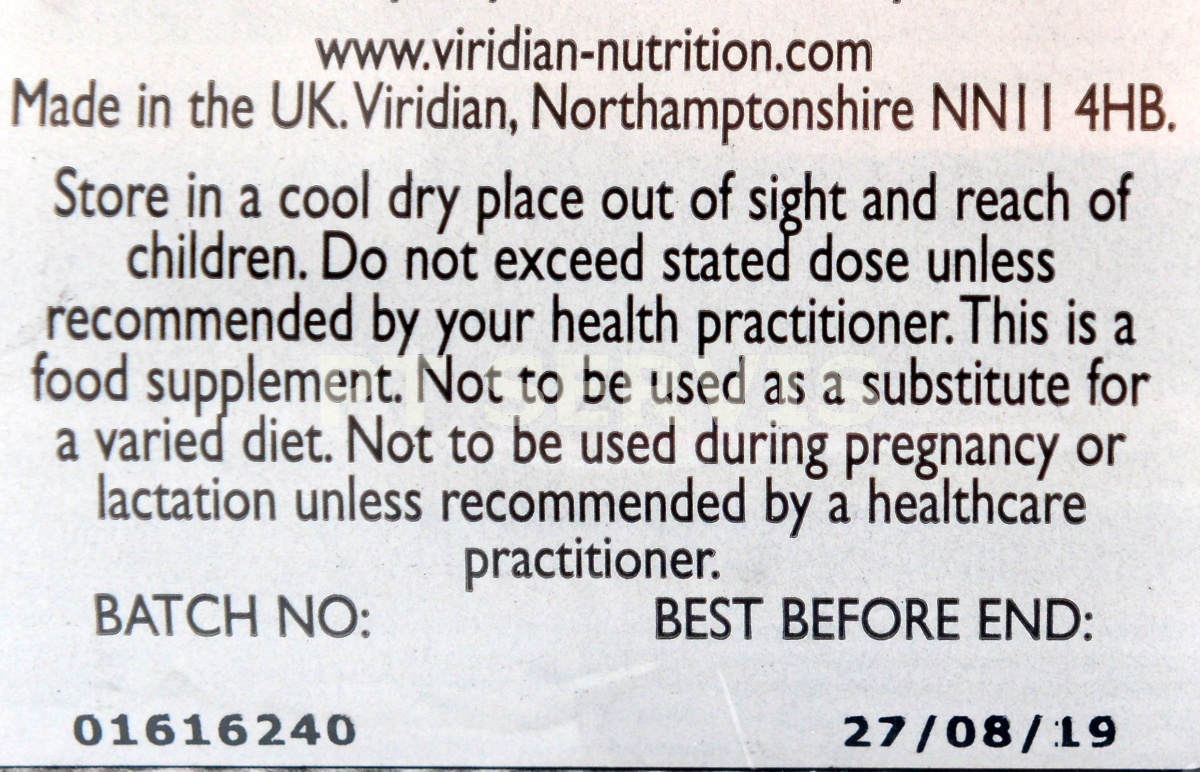 www.viridian-nutrition.com
Made in the UK. Viridian, Northamptonshire NN11 4HB.
Store in a cool dry place out of sight and reach of
children. Do not exceed stated dose unless
recommended by your health practitioner. This is a
food supplement. Not to be used as a substitute for
a varied diet. Not to be used during pregnancy or
lactation unless recommended by a healthcare
practitioner.
BATCH NO: BEST BEFORE END:
01616240 27/08/19